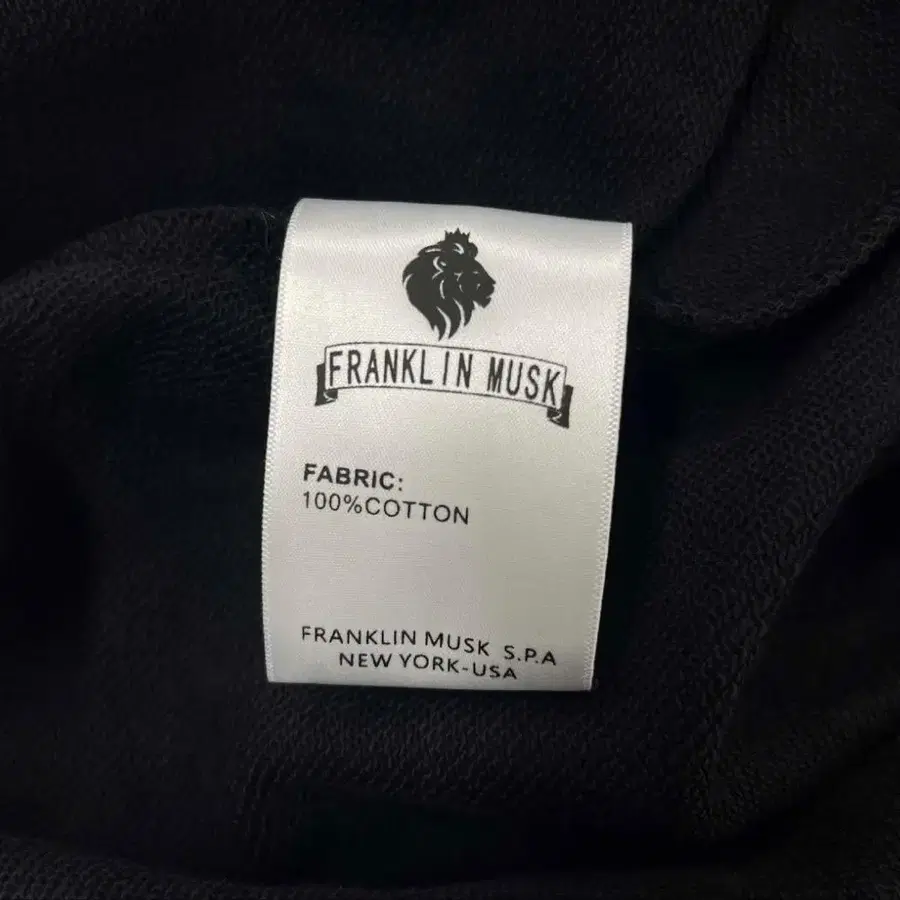 FRANKLIN MUSK
FABRIC:
100%COTTON
FRANKLIN MUSK S.P.A
NEW YORK-USA